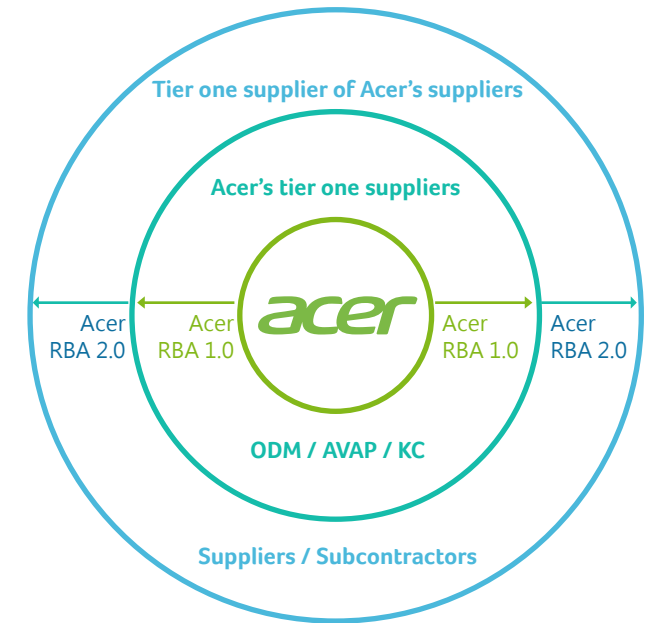 Tier one supplier of Acer's suppliers
Acer's tier one suppliers
acer
Acer
RBA 2.0
Acer
RBA 1.0
Acer
RBA 1.0
Acer
RBA 2.0
ODM / AVAP / KC
Suppliers / Subcontractors